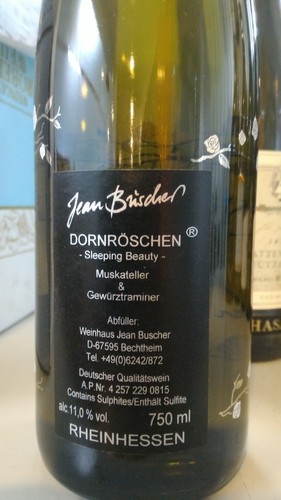 Jean Buscher
DORNRÖSCHEN ®
- Sleeping Beauty -
Muskateller
&
Gewürztraminer
Abfüller:
Weinhaus Jean Buscher
D-67595 Bechtheim
Tel +49(0)6242/872
Deutscher Qualitätswein
A.P Nr. 4 257 229 0815
Contains Sulphites/Enthält Sulfite
alc. 11,0 % vol. 750 ml
RHEINHESSEN
HAS